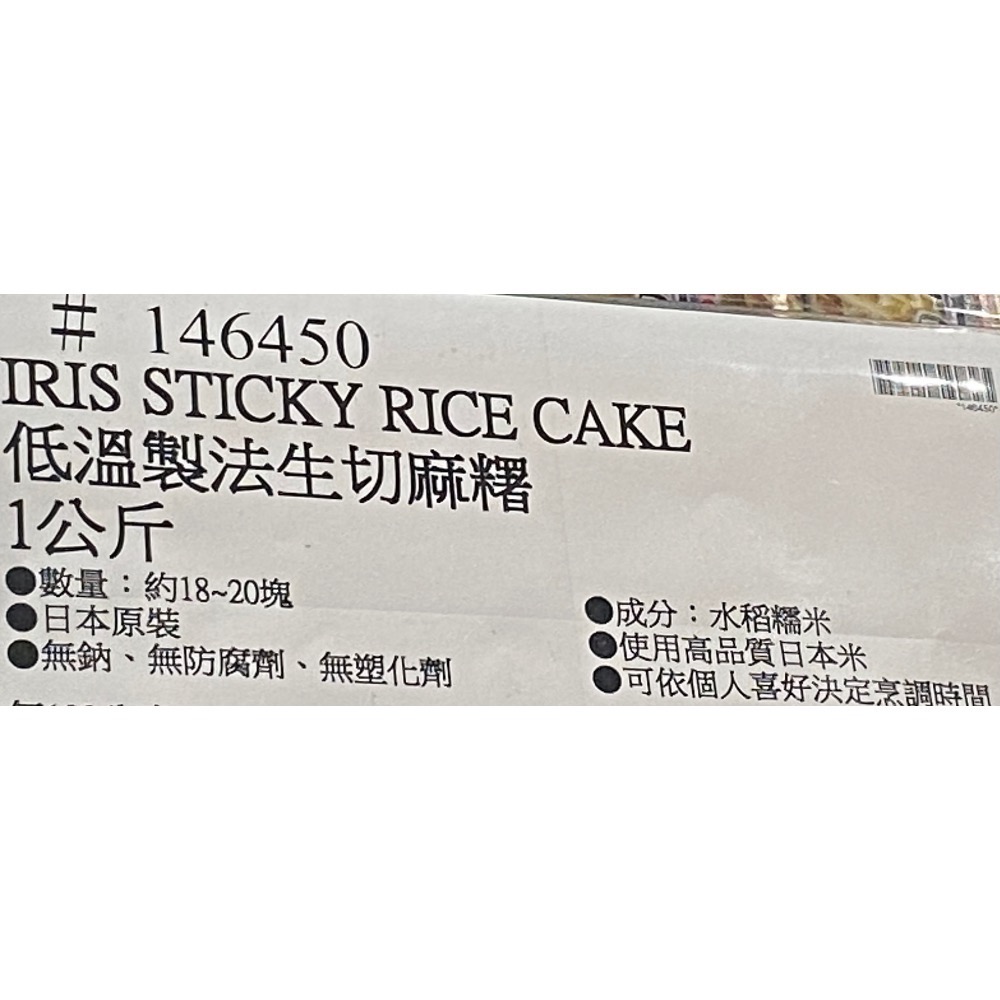 # 146450
IRIS STICKY RICE CAKE
低溫製法生切麻糬
1公斤
●數量：約18~20塊
●日本原裝
●無鈉、無防腐劑、無塑化劑
●成分：水稻糯米
●使用高品質日本米
●可依個人喜好決定烹調時間
*146450*